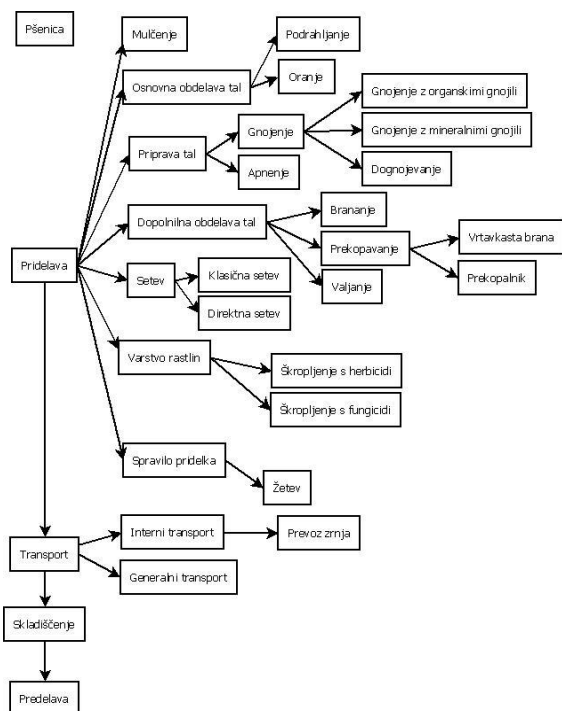 Pšenica
Mulčenje
Podrahljanje
Osnovna obdelava tal
Oranje
Gnojenje z organskimi gnojili
Gnojenje
Gnojenje z mineralnimi gnojili
Priprava tal
Apnenje
Dognojevanje
Brananje
Dopolnilna obdelava tal
Vrtavkasta brana
Prekopavanje
Pridelava
Klasična setev
Prekopalnik
Setev
Valjanje
Direktna setev
Varstvo rastlin
Škropljenje s herbicidi
Škropljenje s fungicidi
Spravilo pridelka
Žetev
Interni transport
Prevoz zrnja
Transport
Generalni transport
Skladiščenje
Predelava